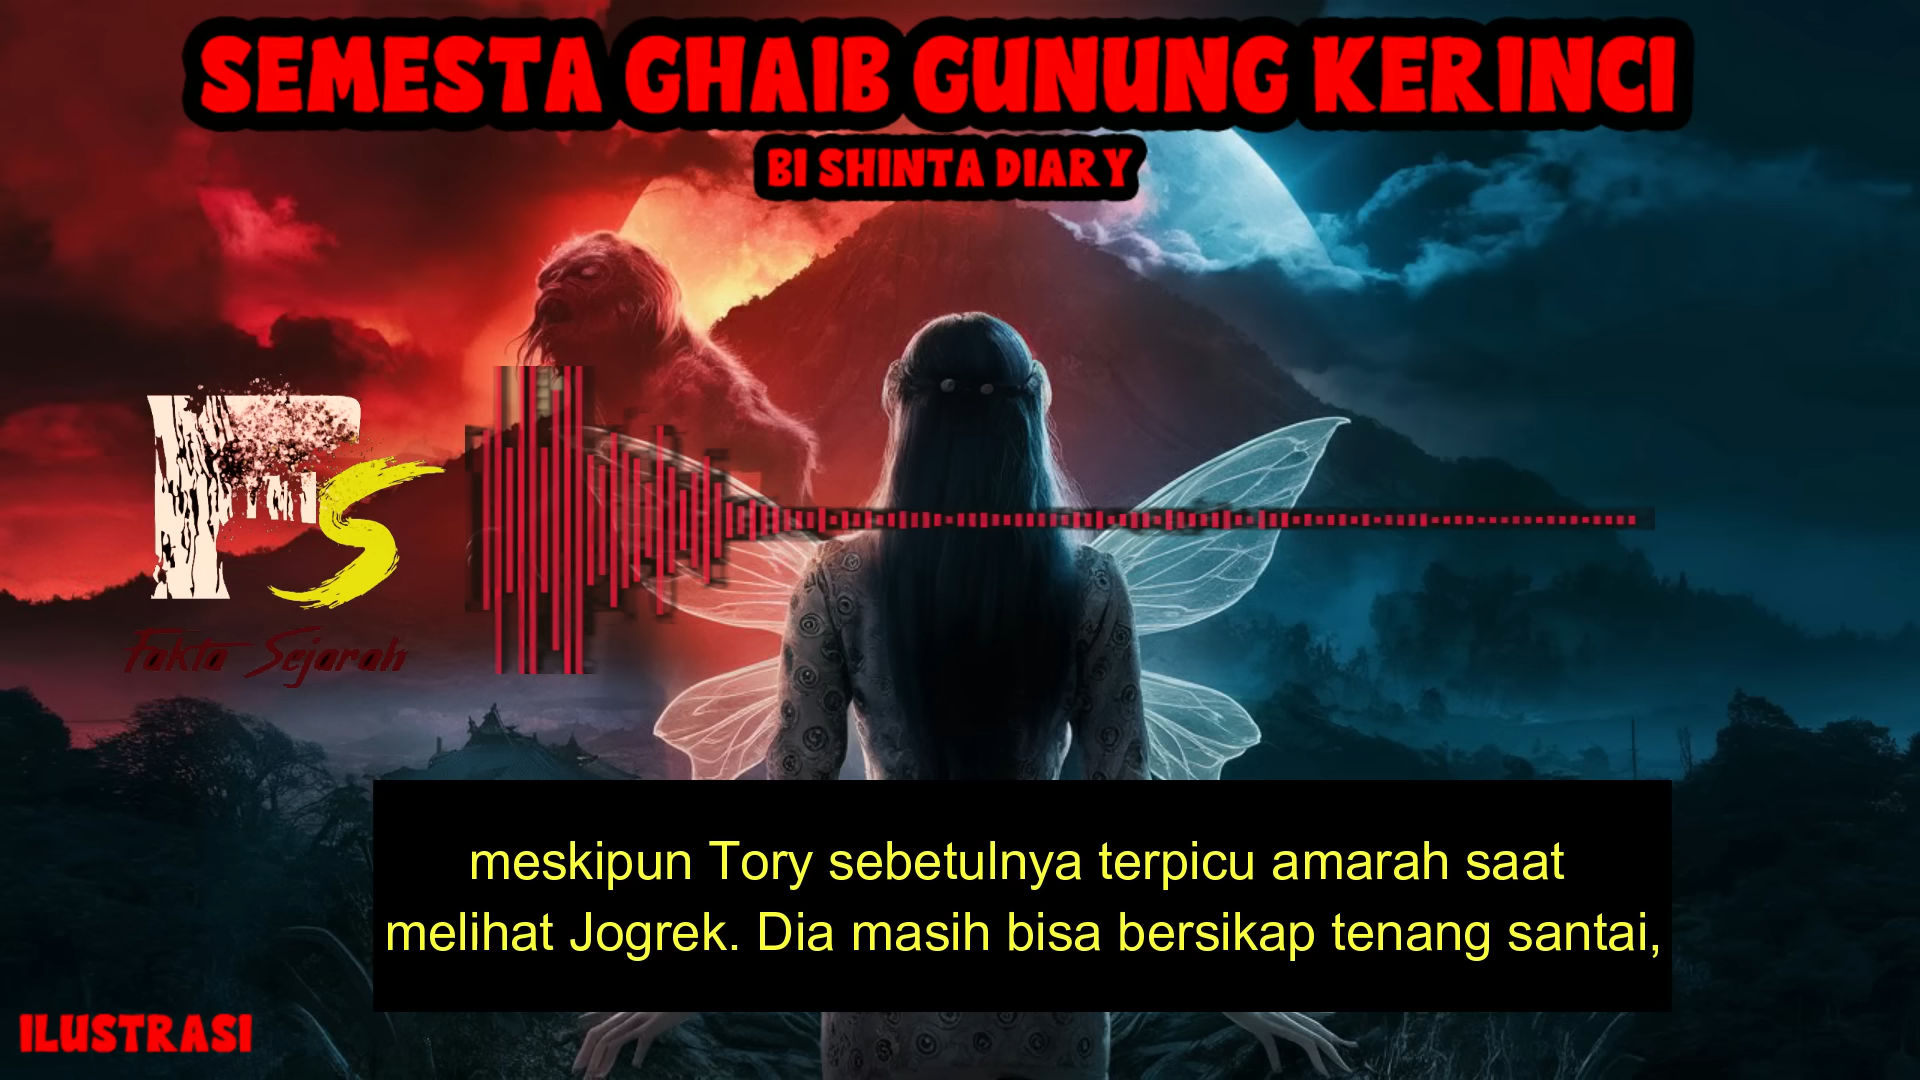 SEMESTA GHAIB GUNUNG KERINCI
BI SHINTA DIARY
FS
Fakta Sejarah
meskipun Tory sebetulnya terpicu amarah saat
melihat Jogrek. Dia masih bisa bersikap tenang santai,
ILUSTRASI